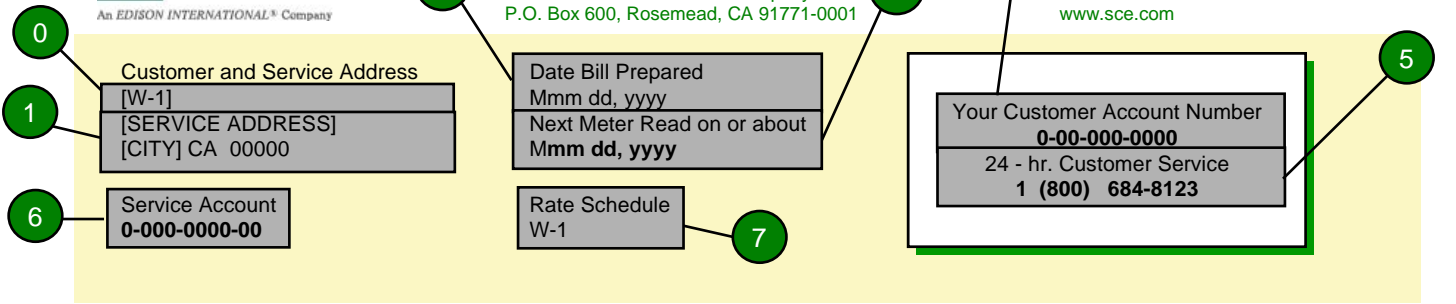 An EDISON INTERNATIONAL® Company
P.O. Box 600, Rosemead, CA 91771-0001
www.sce.com
0
Customer and Service Address
[W-1]
1
[SERVICE ADDRESS]
[CITY] CA 00000
Date Bill Prepared
Mmm dd, yyyy
Next Meter Read on or about
Mmm dd, yyyy
5
Your Customer Account Number
0-00-000-0000
24 - hr. Customer Service
1 (800) 684-8123
6
Service Account
0-000-0000-00
Rate Schedule
W-1
7